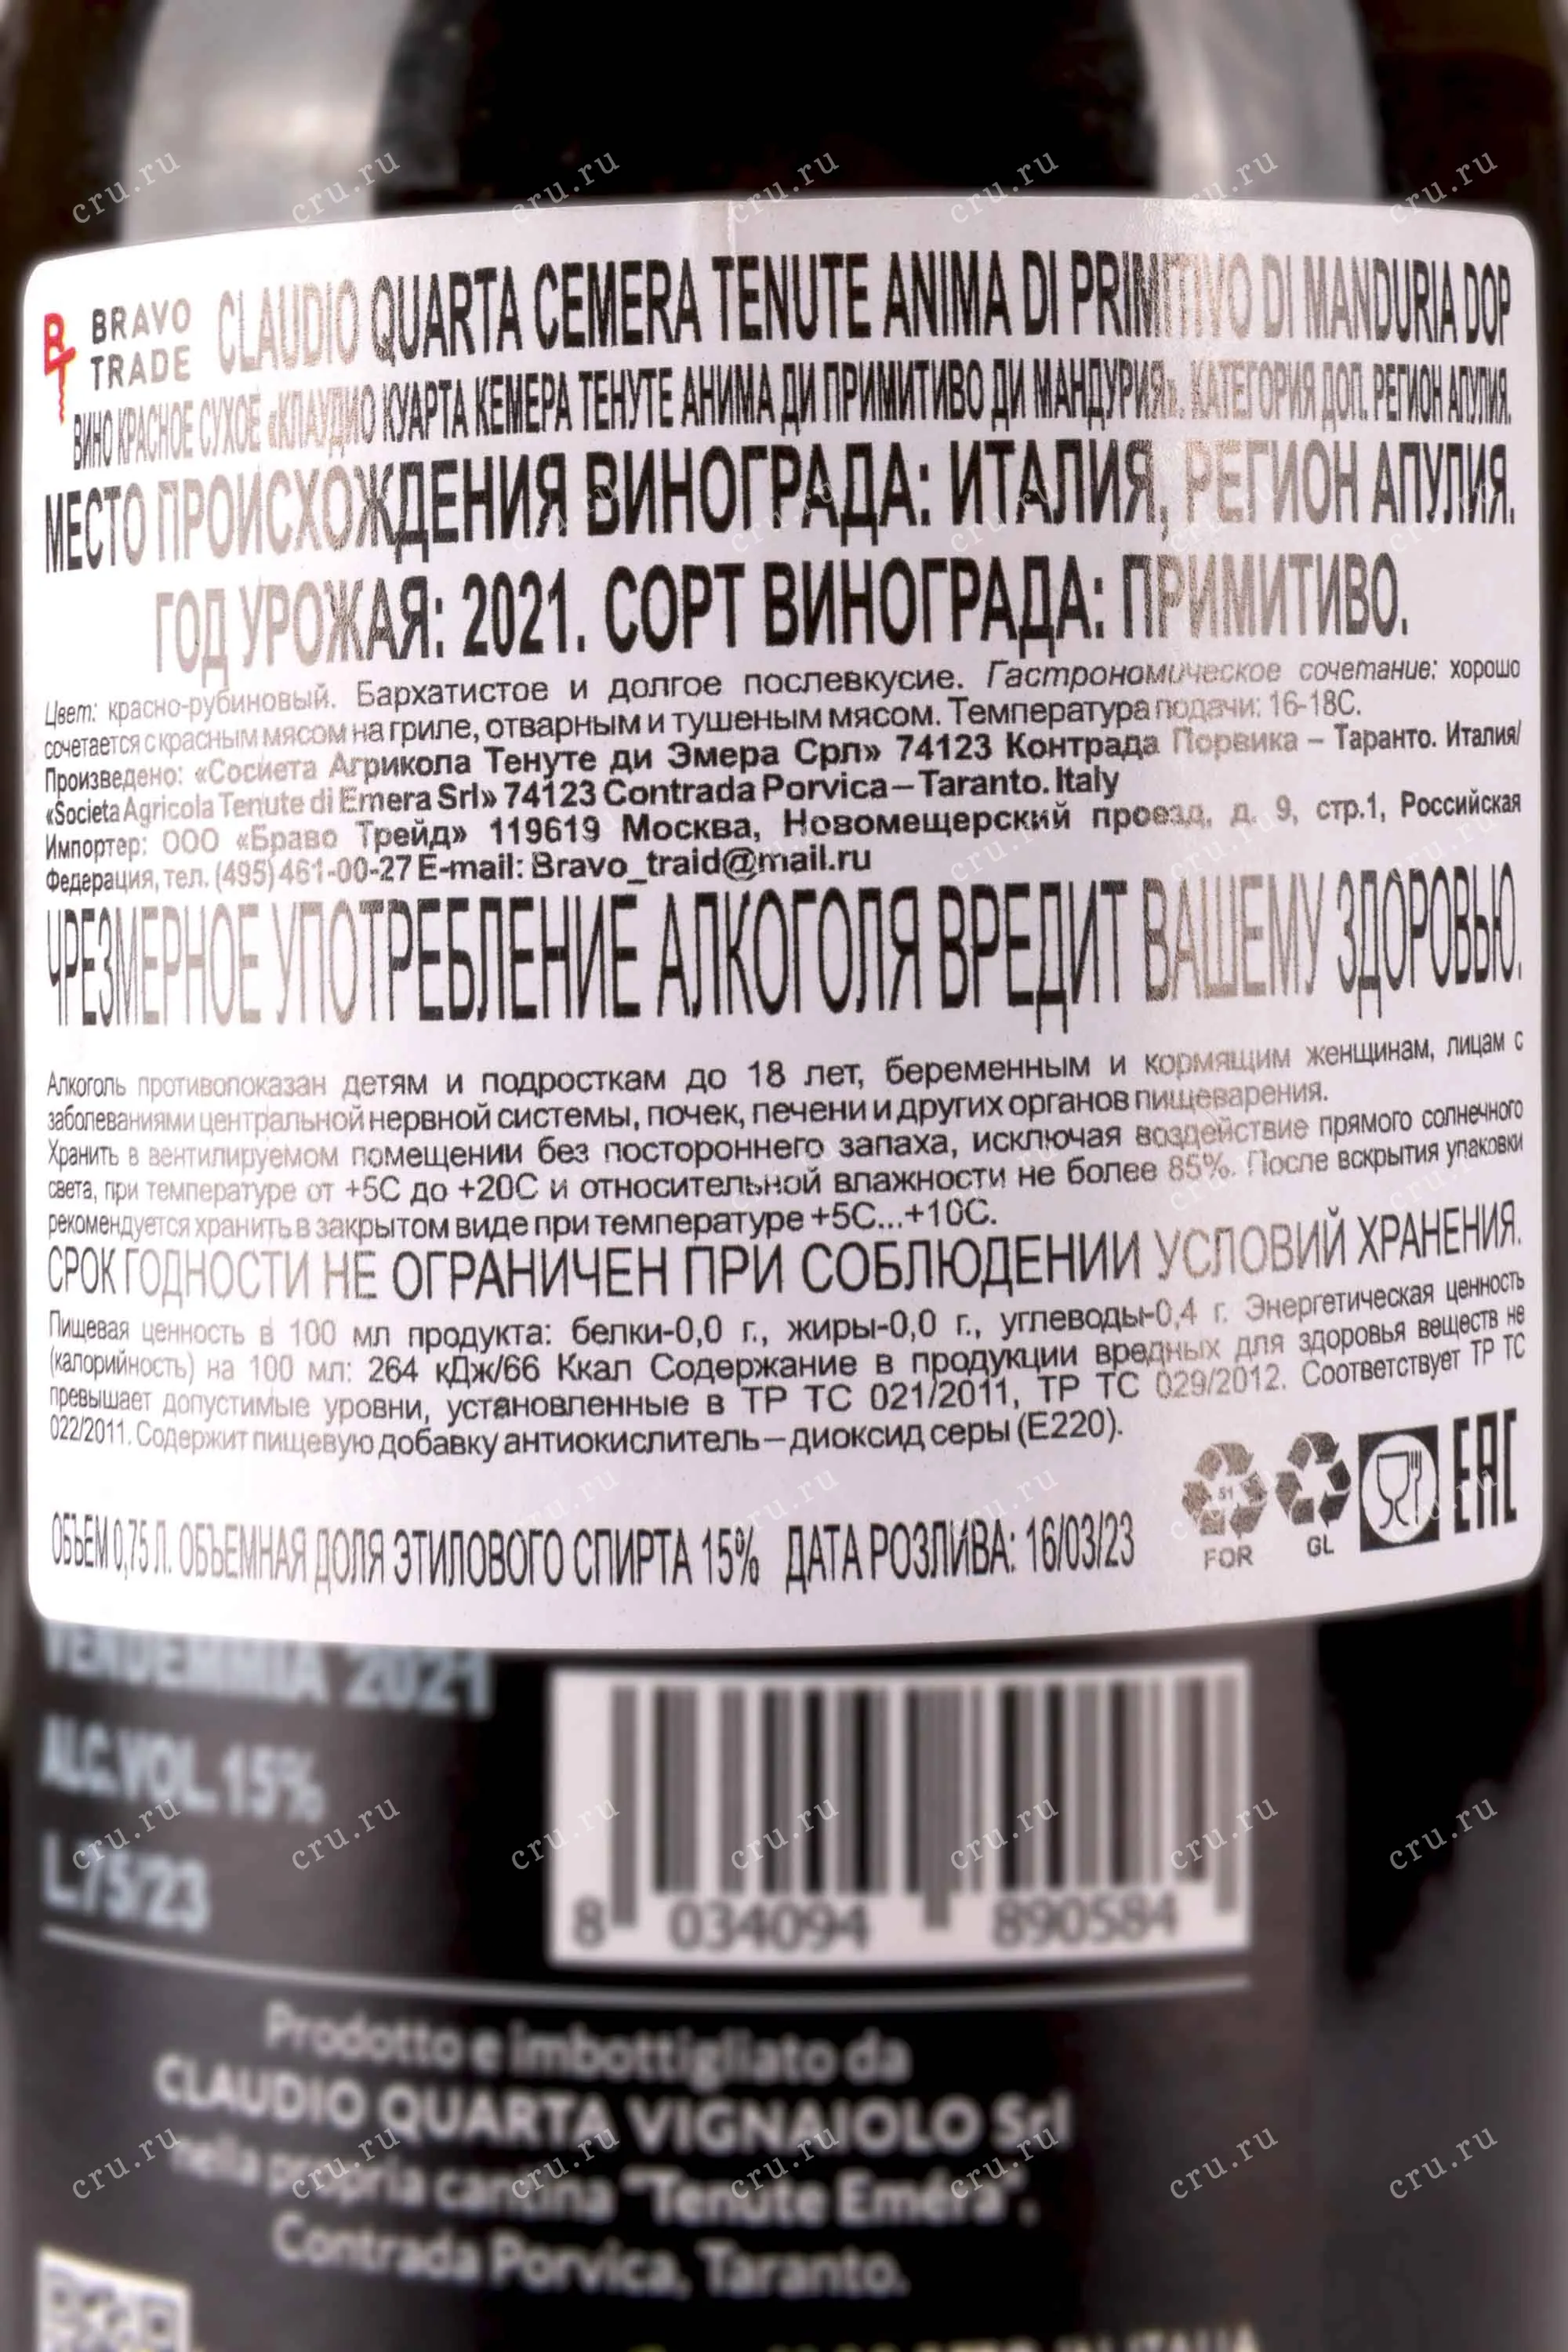 BRAVO
TRADE
CLAUDIO QUARTA CEMERA TENUTE ANIMA DI PRIMITIVO DI MANDURIA DOP
ВИНО КРАСНОЕ СУХОЕ «КЛАУДИО КУАРТА КЕМЕРА ТЕНУТЕ АНИМА ДИ ПРИМИТИВО ДИ МАНДУРИЯ». КАТЕГОРИЯ ДОП. РЕГИОН АПУЛИЯ.
МЕСТО ПРОИСХОЖДЕНИЯ ВИНОГРАДА: ИТАЛИЯ, РЕГИОН АПУЛИЯ.
ГОД УРОЖАЯ: 2021. СОРТ ВИНОГРАДА: ПРИМИТИВО.
Цвет: красно-рубиновый. Бархатистое и долгое послевкусие. Гастрономическое сочетание: хорошо
сочетается с красным мясом на гриле, отварным и тушеным мясом. Температура подачи: 16-18С.
Произведено: «Сосиета Агрикола Тенуте ди Эмера Срл» 74123 Контрада Порвика – Таранто. Италия/
«Societa Agricola Tenute di Emera Srl» 74123 Contrada Porvica – Taranto. Italy
Импортер: ООО «Браво Трейд» 119619 Москва, Новомещерский проезд, д. 9, стр.1, Российская
Федерация, тел. (495) 461-00-27 E-mail: Bravo_traid@mail.ru
ЧРЕЗМЕРНОЕ УПОТРЕБЛЕНИЕ АЛКОГОЛЯ ВРЕДИТ ВАШЕМУ ЗДОРОВЬЮ.
Алкоголь противопоказан детям и подросткам до 18 лет, беременным и кормящим женщинам, лицам с
заболеваниями центральной нервной системы, почек, печени и других органов пищеварения.
Хранить в вентилируемом помещении без постороннего запаха, исключая воздействие прямого солнечного
света, при температуре от +5С до +20С и относительной влажности не более 85%. После вскрытия упаковки
рекомендуется хранить в закрытом виде при температуре +5С...+10С.
СРОК ГОДНОСТИ НЕ ОГРАНИЧЕН ПРИ СОБЛЮДЕНИИ УСЛОВИЙ ХРАНЕНИЯ.
Пищевая ценность в 100 мл продукта: белки-0,0 г., жиры-0,0 г., углеводы-0,4 г. Энергетическая ценность
(калорийность) на 100 мл: 264 кДж/66 Ккал Содержание в продукции вредных для здоровья веществ не
превышает допустимые уровни, установленные в ТР ТС 021/2011, ТР ТС 029/2012. Соответствует ТР ТС
022/2011. Содержит пищевую добавку антиокислитель – диоксид серы (Е220).
ОБЪЕМ 0,75 Л. ОБЪЕМНАЯ ДОЛЯ ЭТИЛОВОГО СПИРТА 15% ДАТА РОЗЛИВА: 16/03/23
51
FOR
GL
EAC
VENDEMMIA 2021
ALC.VOL. 15%
L.75/23
8 034094 890584
Prodotto e imbottigliato da
CLAUDIO QUARTA VIGNAIOLO Srl
nella propria cantina "Tenute Eméra".
Contrada Porvica, Taranto.
cru.ru